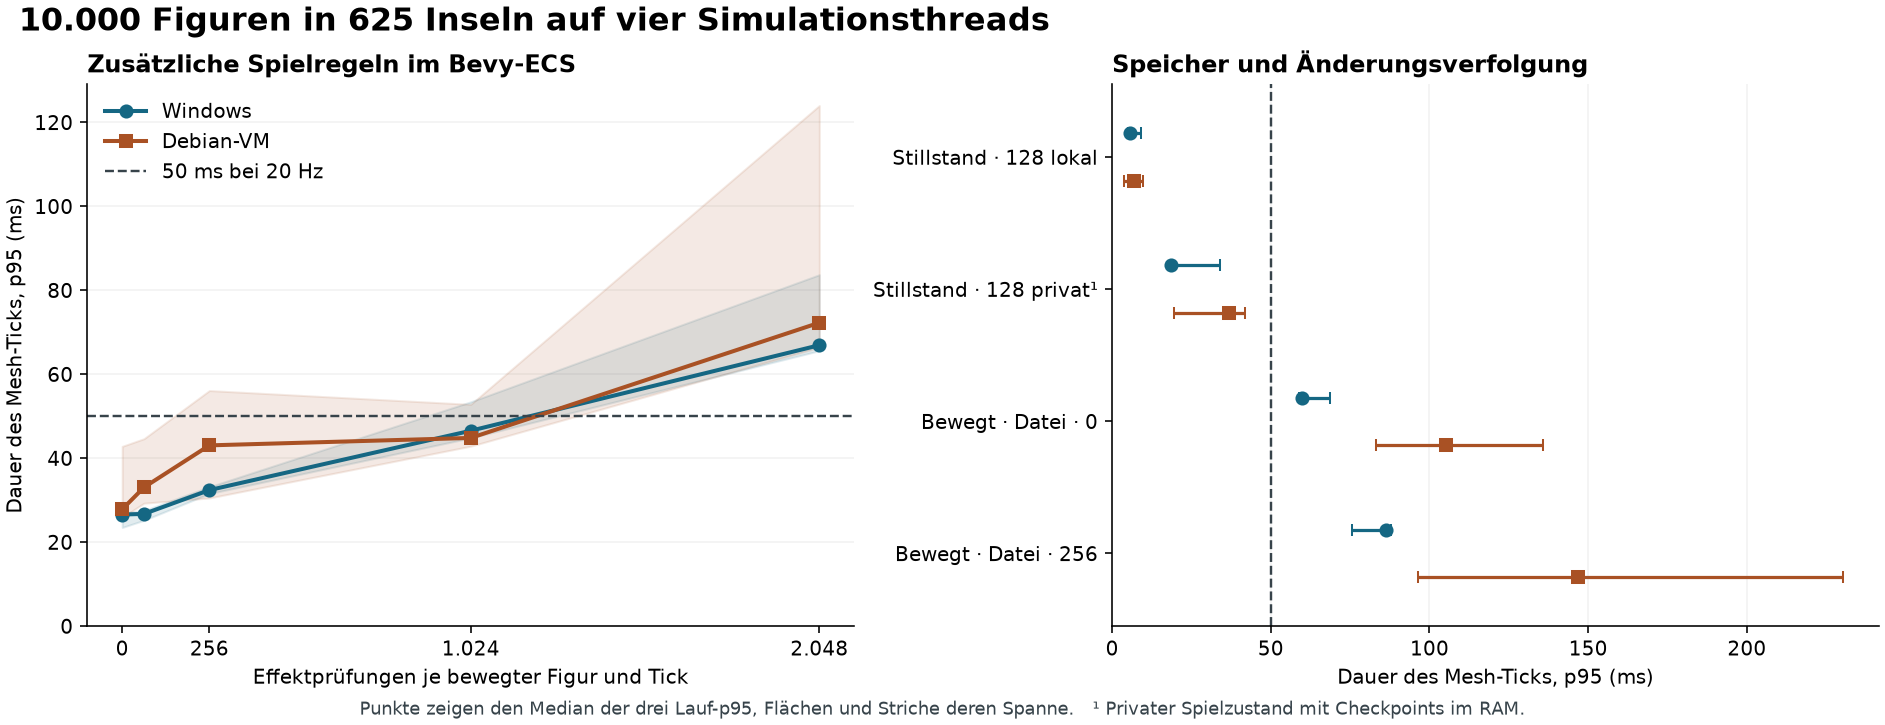 10.000 Figuren in 625 Inseln auf vier Simulationsthreads
Zusätzliche Spielregeln im Bevy-ECS
Windows
Debian-VM
50 ms bei 20 Hz
Dauer des Mesh-Ticks, p95 (ms)
120
100
80
60
40
20
0
0 256 1.024 2.048
Effektprüfungen je bewegter Figur und Tick
Speicher und Änderungsverfolgung
Stillstand · 128 lokal
Stillstand · 128 privat¹
Bewegt · Datei · 0
Bewegt · Datei · 256
0 50 100 150 200
Dauer des Mesh-Ticks, p95 (ms)
Punkte zeigen den Median der drei Lauf-p95, Flächen und Striche deren Spanne. ¹ Privater Spielzustand mit Checkpoints im RAM.